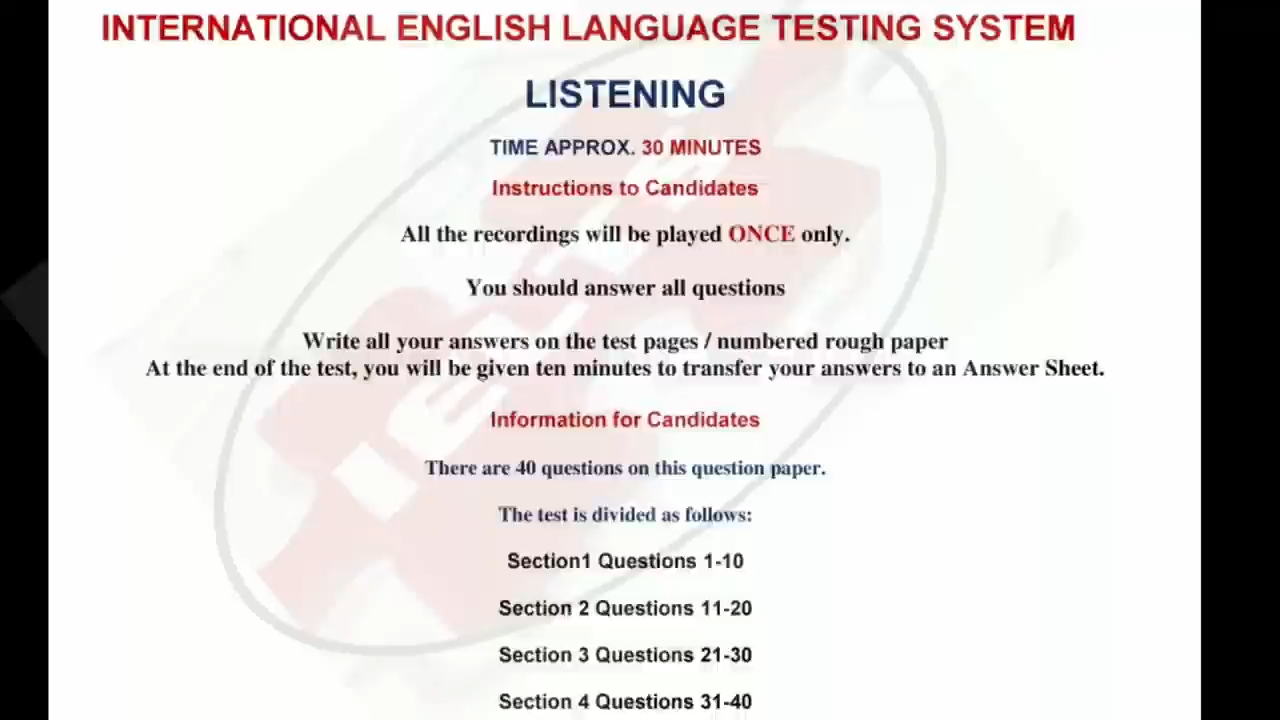 INTERNATIONAL ENGLISH LANGUAGE TESTING SYSTEM
LISTENING
TIME APPROX. 30 MINUTES
Instructions to Candidates
All the recordings will be played ONCE only.
You should answer all questions
Write all your answers on the test pages / numbered rough paper
At the end of the test, you will be given ten minutes to transfer your answers to an Answer Sheet.
Information for Candidates
There are 40 questions on this question paper.
The test is divided as follows:
Section1 Questions 1-10
Section 2 Questions 11-20
Section 3 Questions 21-30
Section 4 Questions 31-40
IELTS